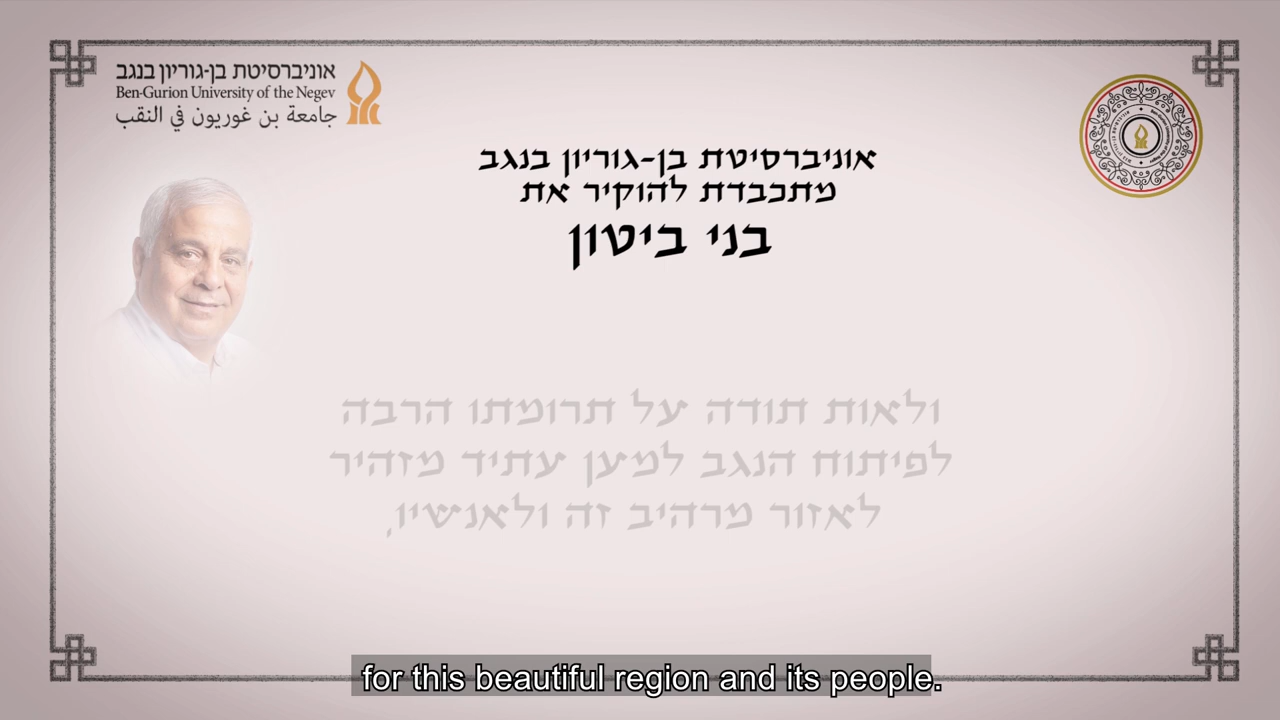 אוניברסיטת בן-גוריון בנגב
Ben-Gurion University of the Negev
جامعة بن غوريون في النقب
אוניברסיטת בן-גוריון בנגב
מתכבדת להוקיר את
בני ביטון
ולאות תודה על תרומתו הרבה
לפיתוח הנגב למען עתיד מזהיר
לאזור מרהיב זה ולאנשיו,
for this beautiful region and its people.